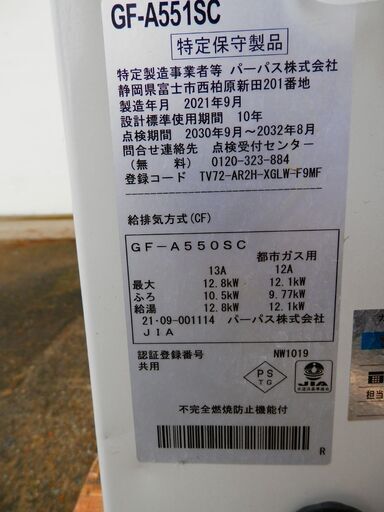 GF-A551SC
特定保守製品
特定製造事業者等 パーパス株式会社
静岡県富士市西柏原新田201番地
製造年月 2021年9月
設計標準使用期間 10年
点検期間 2030年9月～2032年8月
問合せ連絡先 点検受付センター
(無 料) 0120-323-884
登録コード TV72-AR2H-XGLW-F9MF
給排気方式(CF)
GF-A550SC
都市ガス用
13A 12A
最大 12.8kW 12.1kW
ふろ 10.5kW 9.77kW
給湯 12.8kW 12.1kW
21・09-001114 パーパス株式会社
JIA
認証登録番号 NW1019
共用
PS
TG
JIA
不完全燃焼防止機能付
R
担当